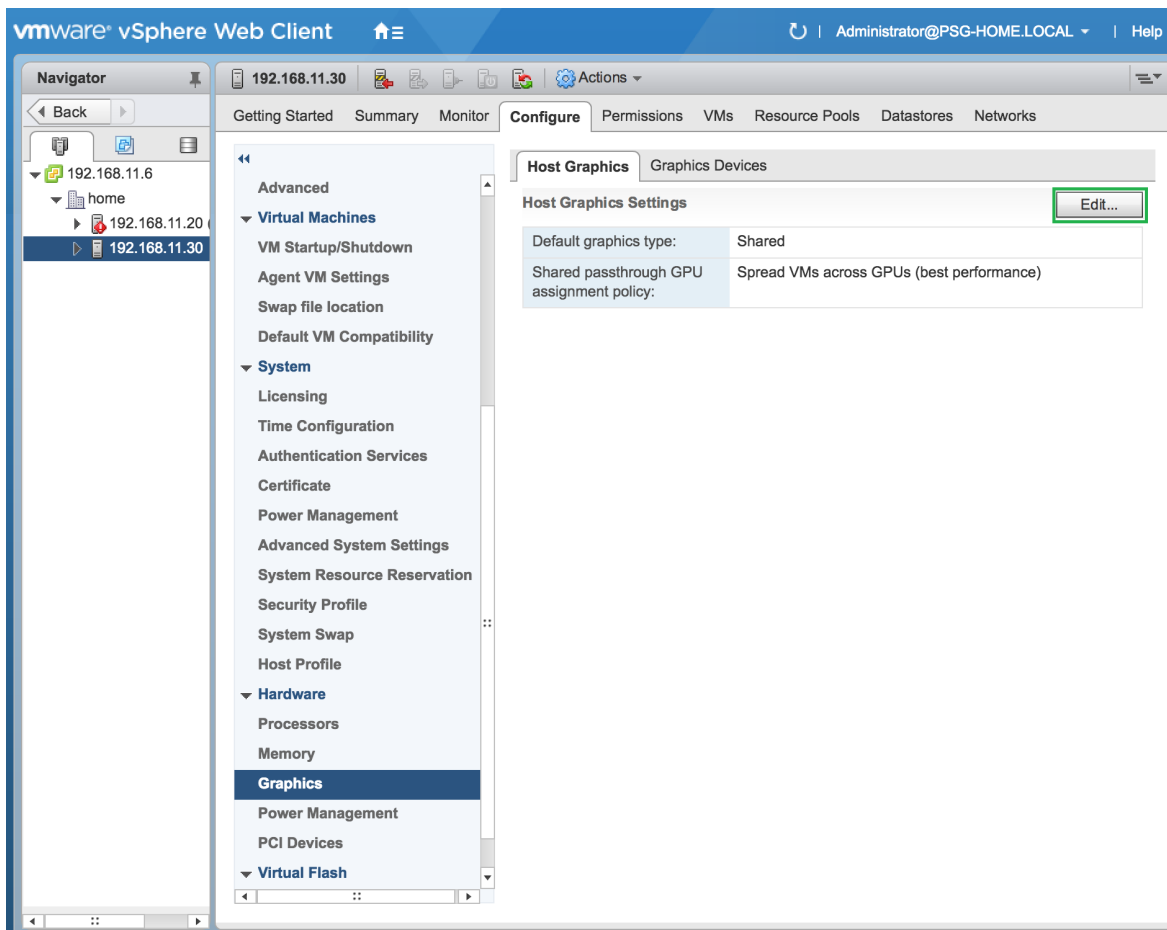 vmware® vSphere Web Client
Administrator@PSG-HOME.LOCAL
Help
Navigator
192.168.11.30
Actions
Back
Getting Started Summary Monitor Configure Permissions VMs Resource Pools Datastores Networks
192.168.11.6
home
192.168.11.20 (
192.168.11.30
Advanced
Virtual Machines
VM Startup/Shutdown
Agent VM Settings
Swap file location
Default VM Compatibility
System
Licensing
Time Configuration
Authentication Services
Certificate
Power Management
Advanced System Settings
System Resource Reservation
Security Profile
System Swap
Host Profile
Hardware
Processors
Memory
Graphics
Power Management
PCI Devices
Virtual Flash
Host Graphics Graphics Devices
Host Graphics Settings
Edit...
Default graphics type: Shared
Shared passthrough GPU Spread VMs across GPUs (best performance)
assignment policy: